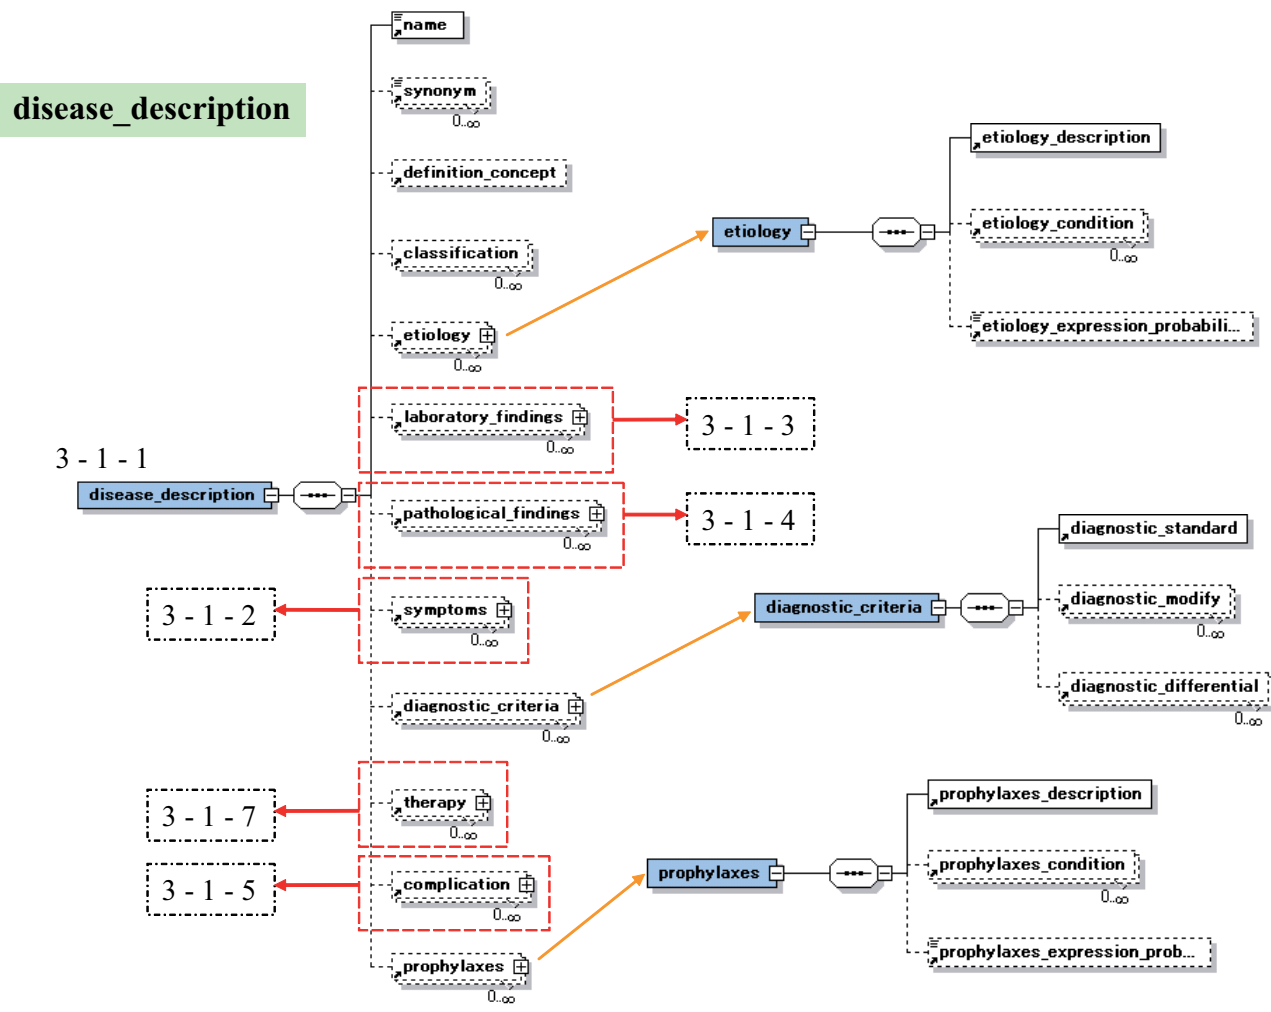 name
synonym
0..∞
disease_description
definition_concept
classification
0..∞
etiology
0..∞
etiology
etiology_description
etiology_condition
0..∞
etiology_expression_probabili...
laboratory_findings
0..∞
3 - 1 - 3
3 - 1 - 1
disease_description
pathological_findings
0..∞
3 - 1 - 4
symptoms
0..∞
3 - 1 - 2
diagnostic_criteria
0..∞
diagnostic_criteria
diagnostic_standard
diagnostic_modify
0..∞
diagnostic_differential
0..∞
therapy
0..∞
3 - 1 - 7
complication
0..∞
3 - 1 - 5
prophylaxes
0..∞
prophylaxes
prophylaxes_description
prophylaxes_condition
0..∞
prophylaxes_expression_prob...